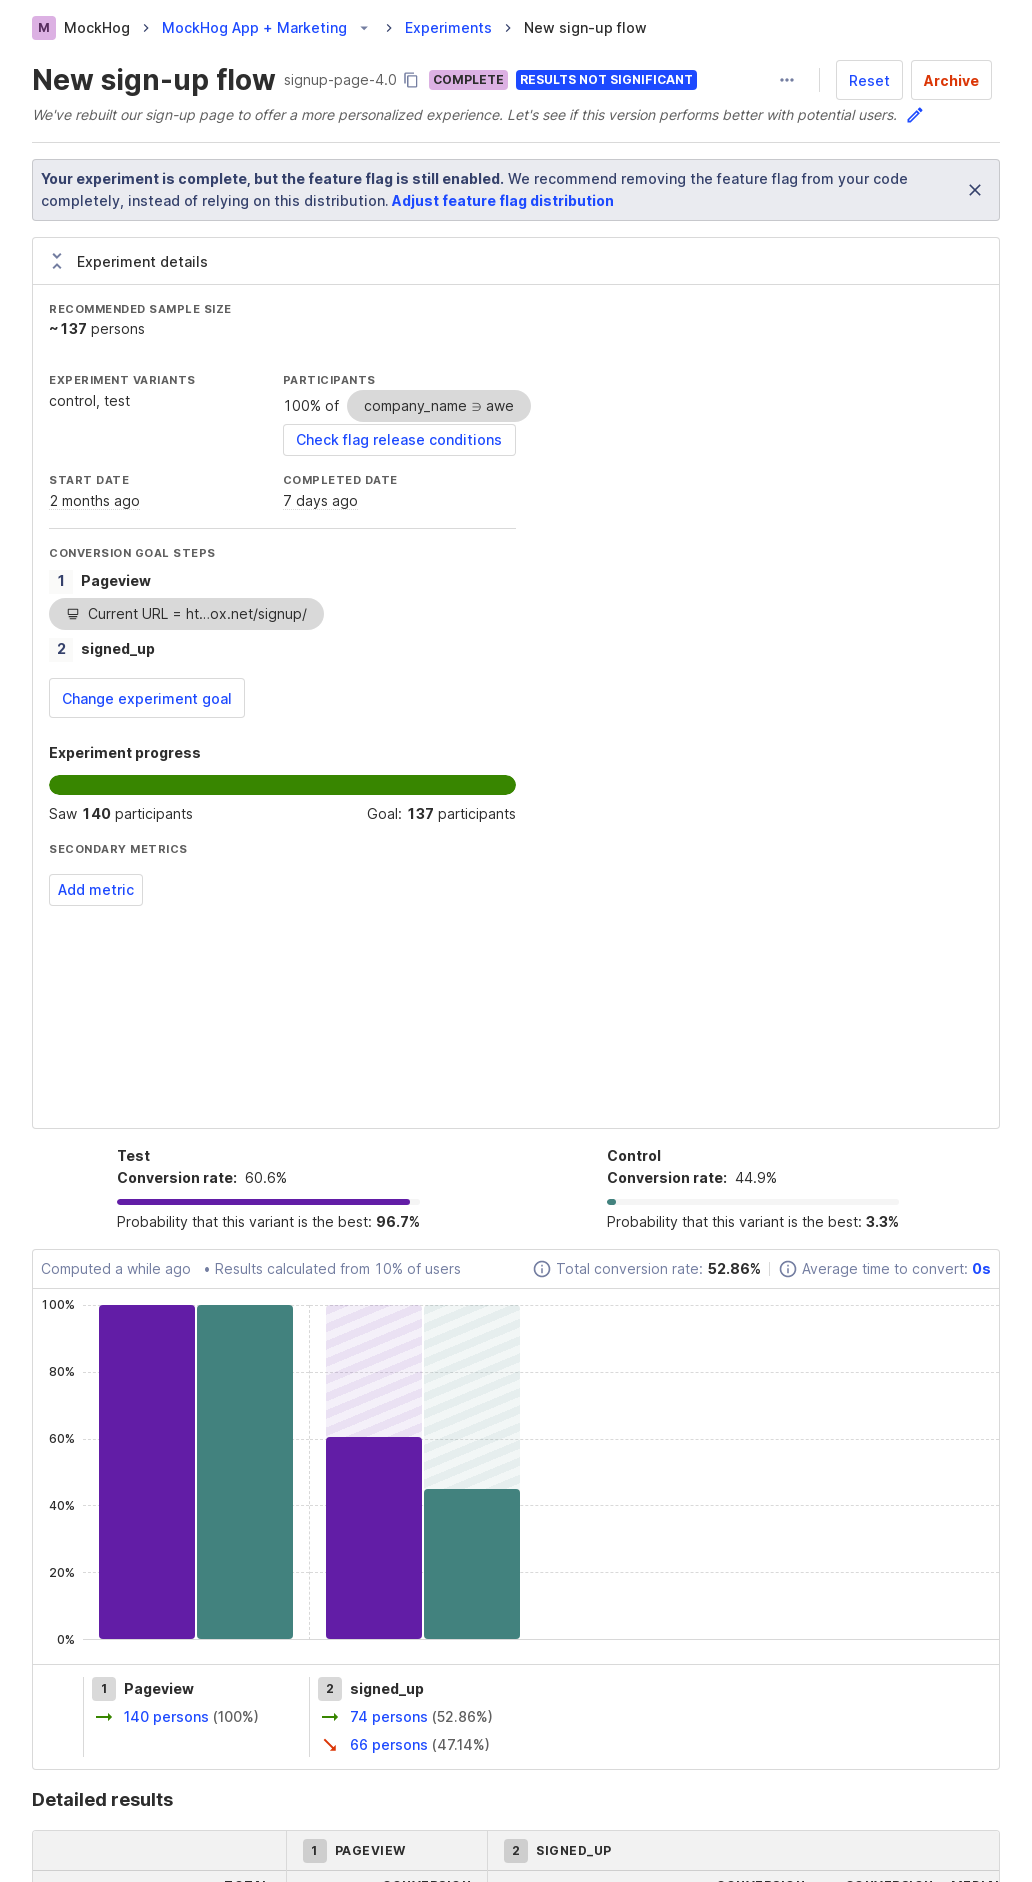 M MockHog > MockHog App + Marketing > Experiments > New sign-up flow
New sign-up flow signup-page-4.0 COMPLETE RESULTS NOT SIGNIFICANT Reset Archive
We've rebuilt our sign-up page to offer a more personalized experience. Let's see if this version performs better with potential users.
Your experiment is complete, but the feature flag is still enabled. We recommend removing the feature flag from your code
completely, instead of relying on this distribution. Adjust feature flag distribution
Experiment details
RECOMMENDED SAMPLE SIZE
~137 persons
EXPERIMENT VARIANTS PARTICIPANTS
control, test 100% of company_name ∋ awe
Check flag release conditions
START DATE COMPLETED DATE
2 months ago 7 days ago
CONVERSION GOAL STEPS
1 Pageview
Current URL = ht...ox.net/signup/
2 signed_up
Change experiment goal
Experiment progress
Saw 140 participants Goal: 137 participants
SECONDARY METRICS
Add metric
Test Control
Conversion rate: 60.6% Conversion rate: 44.9%
Probability that this variant is the best: 96.7% Probability that this variant is the best: 3.3%
Computed a while ago • Results calculated from 10% of users Total conversion rate: 52.86% Average time to convert: 0s
100%
80%
60%
40%
20%
0%
1 Pageview 2 signed_up
140 persons (100%) 74 persons (52.86%)
66 persons (47.14%)
Detailed results
1 PAGEVIEW 2 SIGNED_UP